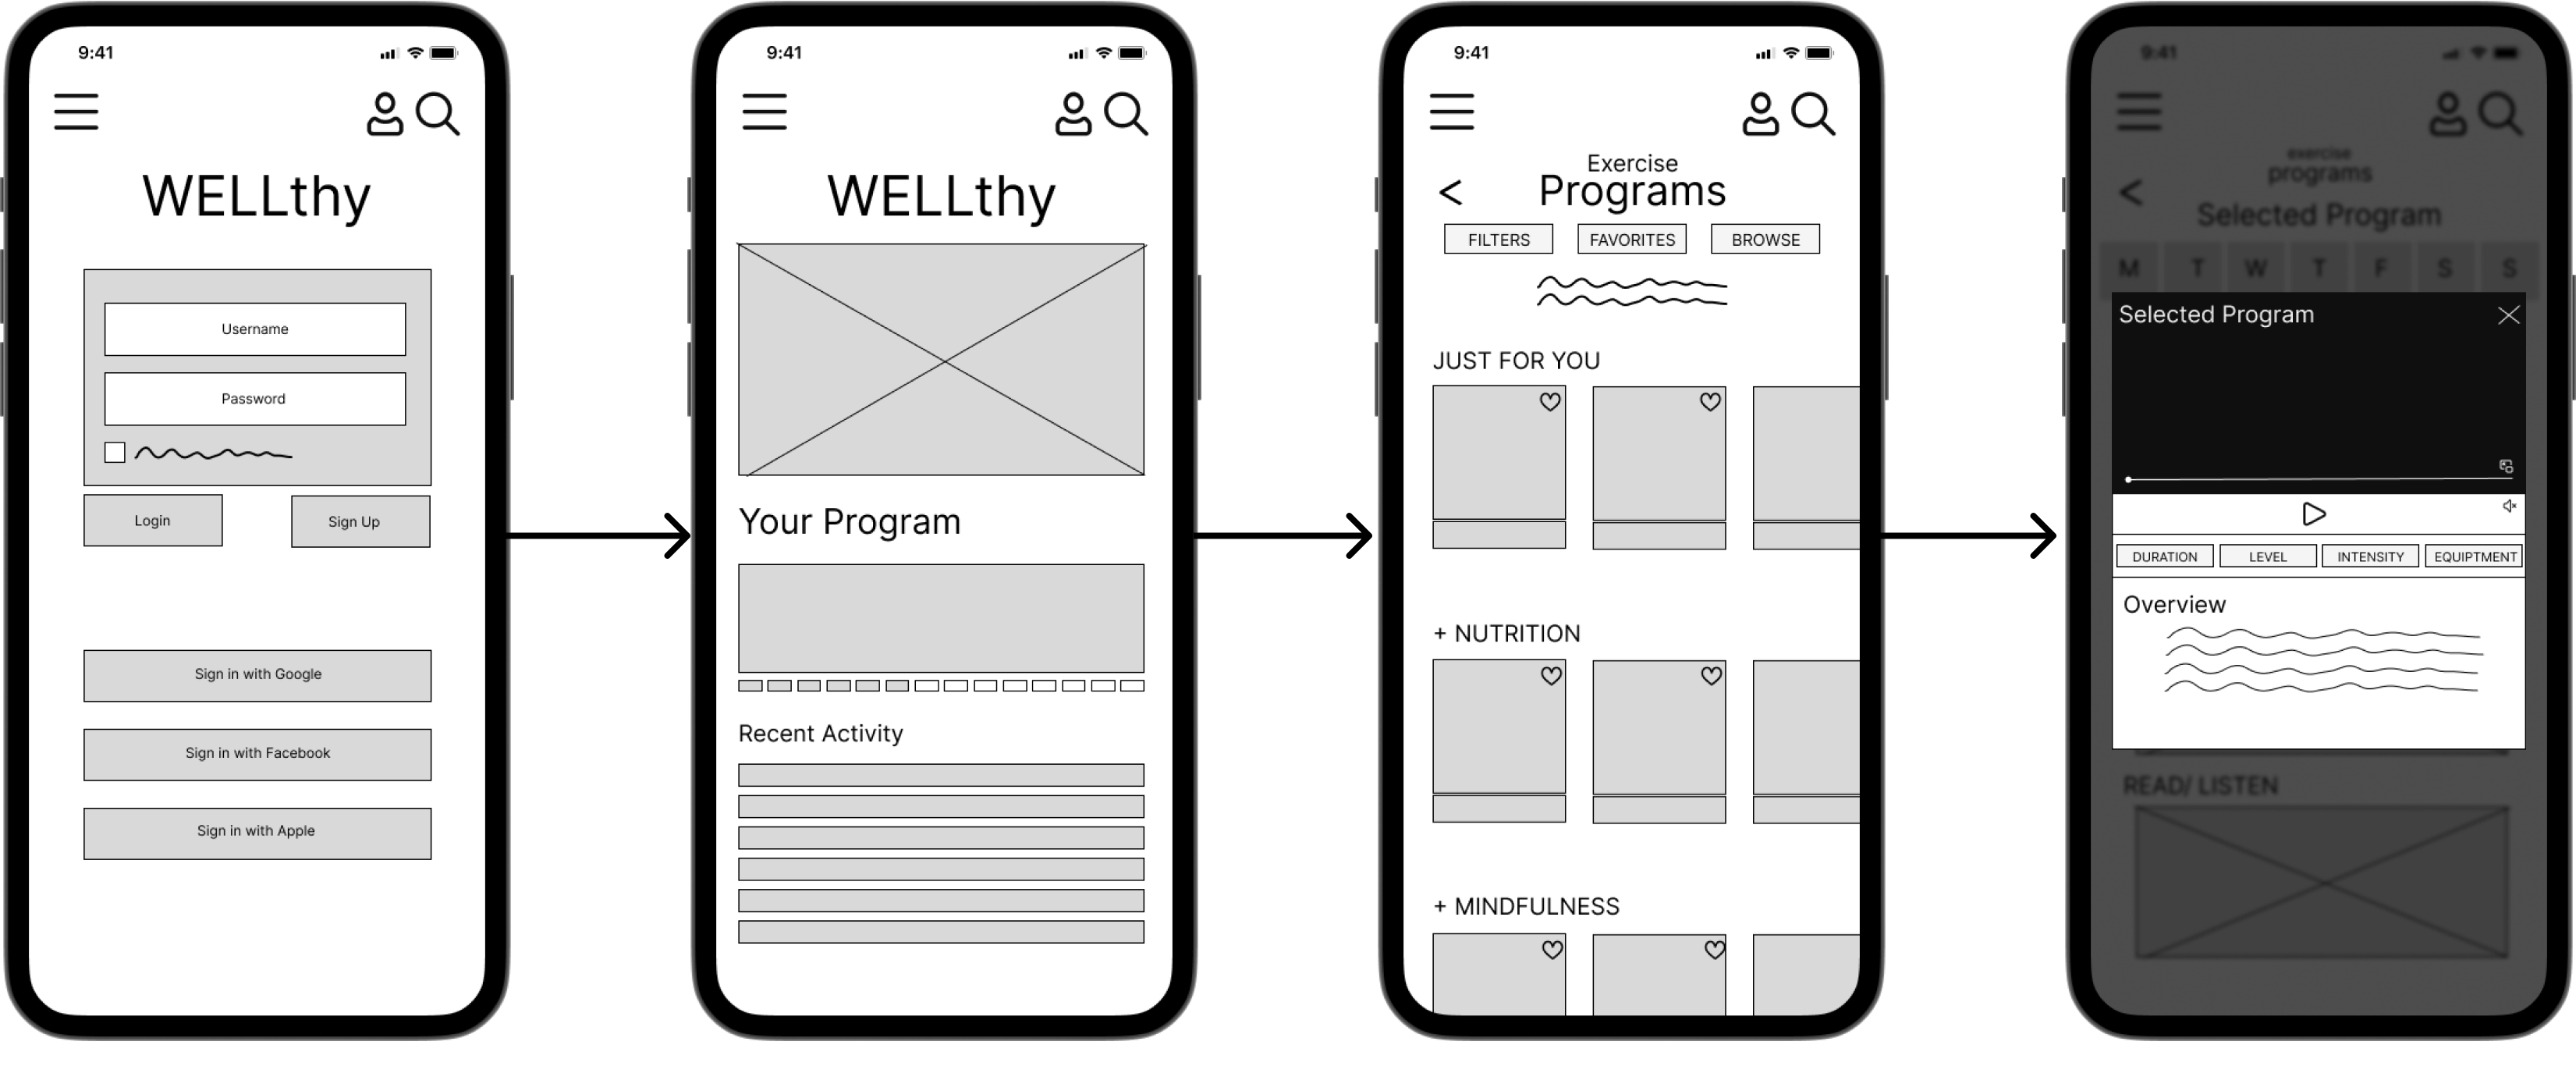 9:41
WELLthy
Username
Password
Login
Sign Up
Sign in with Google
Sign in with Facebook
Sign in with Apple
9:41
WELLthy
Your Program
Recent Activity
9:41
Exercise
< Programs
FILTERS
FAVORITES
BROWSE
JUST FOR YOU
+ NUTRITION
+ MINDFULNESS
9:41
exercise
programs
<
Selected Program
M T W T F S S
Selected Program
DURATION
LEVEL
INTENSITY
EQUIPTMENT
Overview
READ/ LISTEN